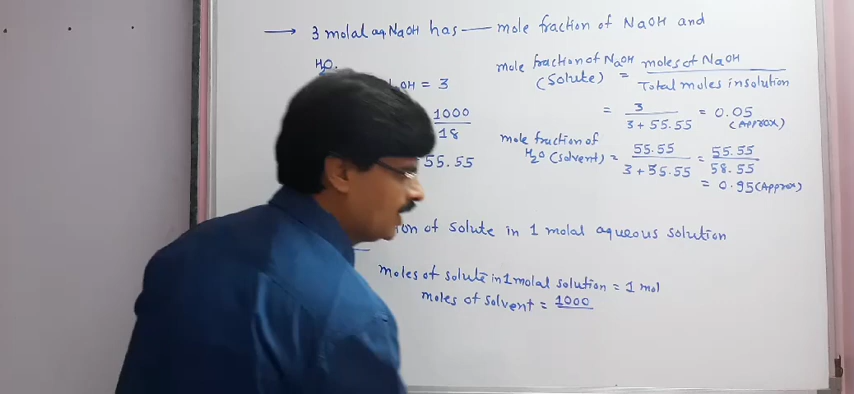 → 3 molal aq NaOH has — mole fraction of NaOH and
H2O.
OH = 3
1000
18
55.55
mole fraction of NaOH (Solute) = moles of NaOH
Total moles in solution
= 3 = 0.05
3 + 55.55 (Approx)
mole fraction of
H2O (solvent) = 55.55 = 55.55
3 + 55.55 58.55
= 0.95 (Approx)
ion of solute in 1 molal aqueous solution
moles of solute in 1 molal solution = 1 mol
moles of solvent = 1000